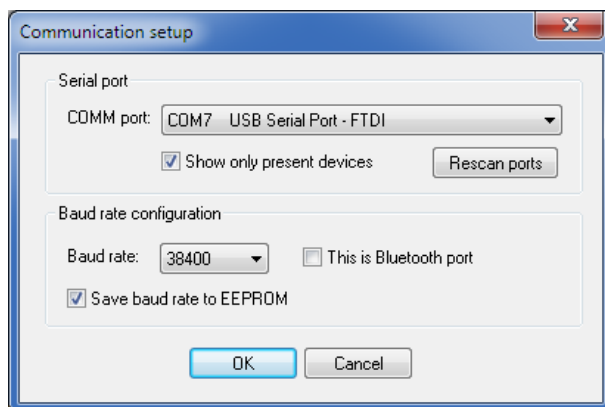 Communication setup
Serial port
COMM port: COM7 USB Serial Port - FTDI
Show only present devices Rescan ports
Baud rate configuration
Baud rate: 38400 This is Bluetooth port
Save baud rate to EEPROM
OK Cancel